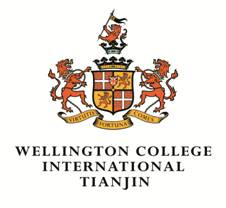 VIRTUTIS FORTUNA COMES
WELLINGTON COLLEGE
INTERNATIONAL
TIANJIN